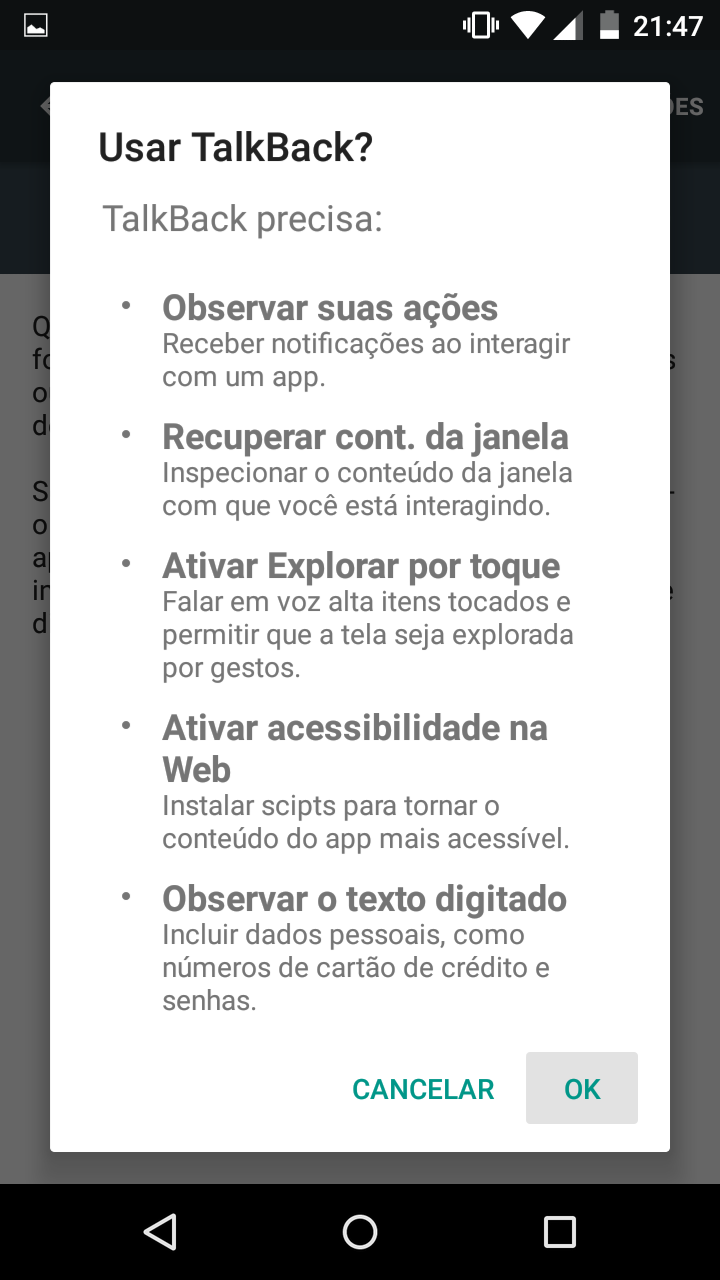 21:47
Usar TalkBack?
TalkBack precisa:
• Observar suas ações
Receber notificações ao interagir
com um app.
• Recuperar cont. da janela
Inspecionar o conteúdo da janela
com que você está interagindo.
• Ativar Explorar por toque
Falar em voz alta itens tocados e
permitir que a tela seja explorada
por gestos.
• Ativar acessibilidade na
Web
Instalar scipts para tornar o
conteúdo do app mais acessível.
• Observar o texto digitado
Incluir dados pessoais, como
números de cartão de crédito e
senhas.
CANCELAR OK